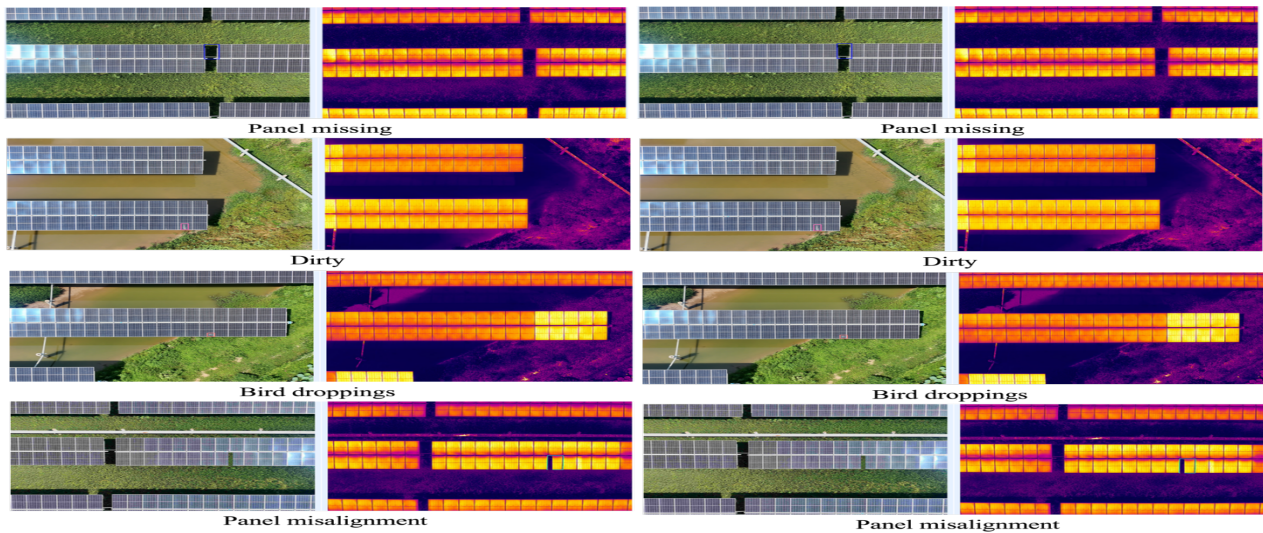 Panel missing
Panel missing
Dirty
Dirty
Bird droppings
Bird droppings
Panel misalignment
Panel misalignment